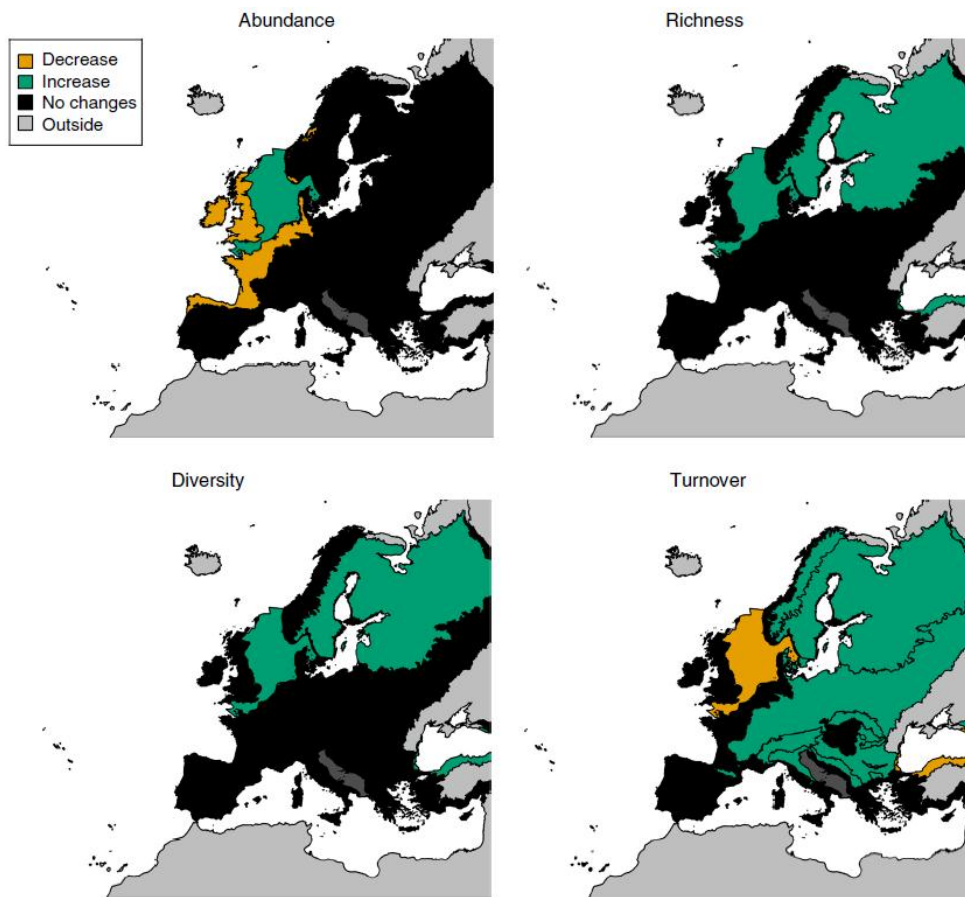 Abundance
Richness
Decrease
Increase
No changes
Outside
Diversity
Turnover